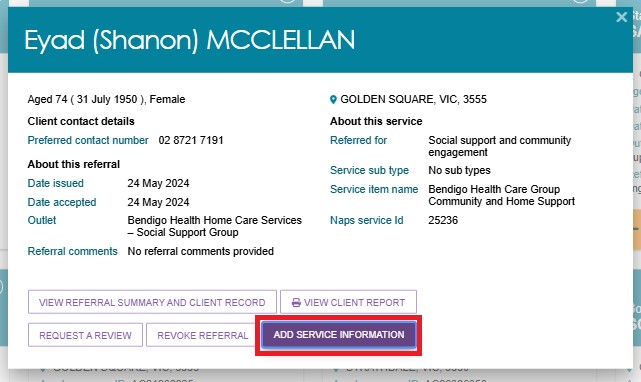 Eyad (Shanon) MCCLELLAN
Aged 74 ( 31 July 1950 ), Female
Client contact details
Preferred contact number 02 8721 7191
About this referral
Date issued 24 May 2024
Date accepted 24 May 2024
Outlet Bendigo Health Home Care Services
– Social Support Group
Referral comments No referral comments provided
GOLDEN SQUARE, VIC, 3555
About this service
Referred for Social support and community
engagement
Service sub type No sub types
Service item name Bendigo Health Care Group
Community and Home Support
Naps service Id 25236
VIEW REFERRAL SUMMARY AND CLIENT RECORD
VIEW CLIENT REPORT
REQUEST A REVIEW
REVOKE REFERRAL
ADD SERVICE INFORMATION